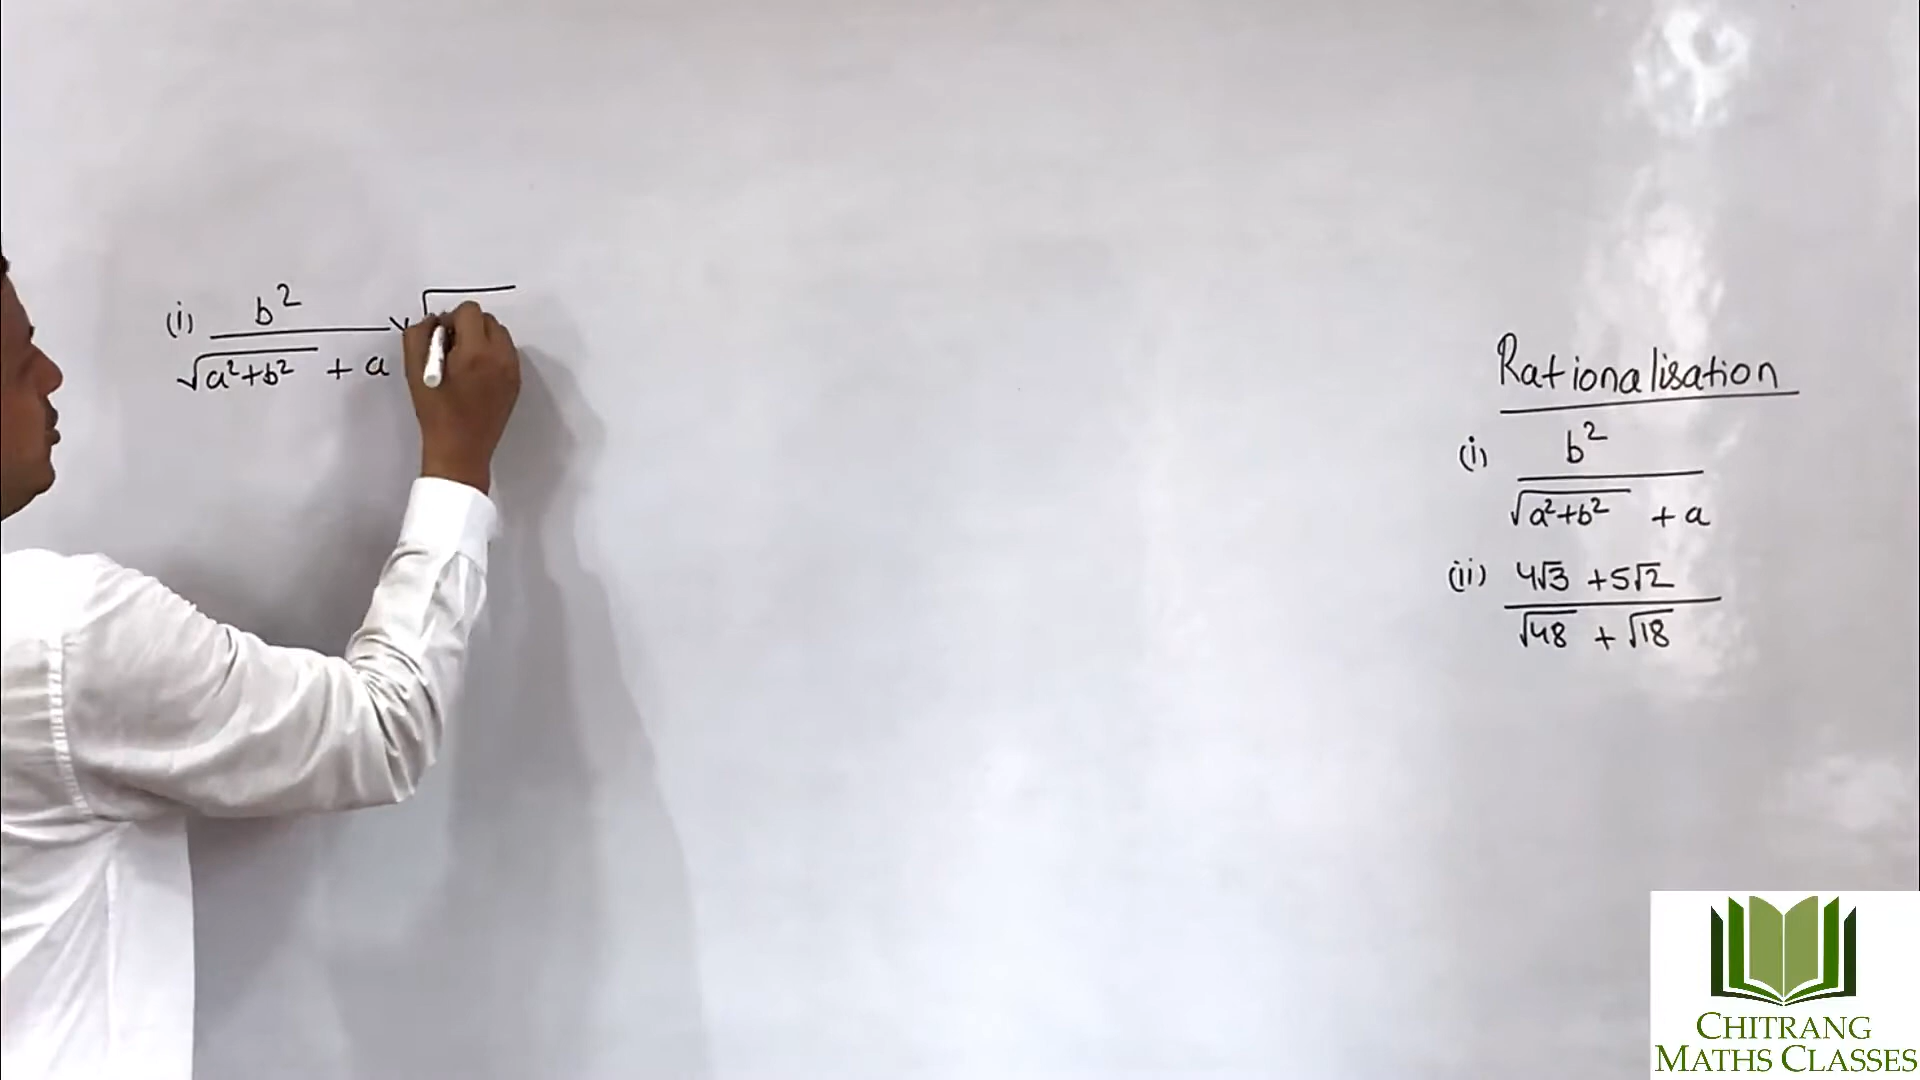 (i) b²
√a²+b² + a
Rationalisation
(i) b²
√a²+b² + a
(ii) 4√3 + 5√2
√48 + √18
CHITRANG
MATHS CLASSES